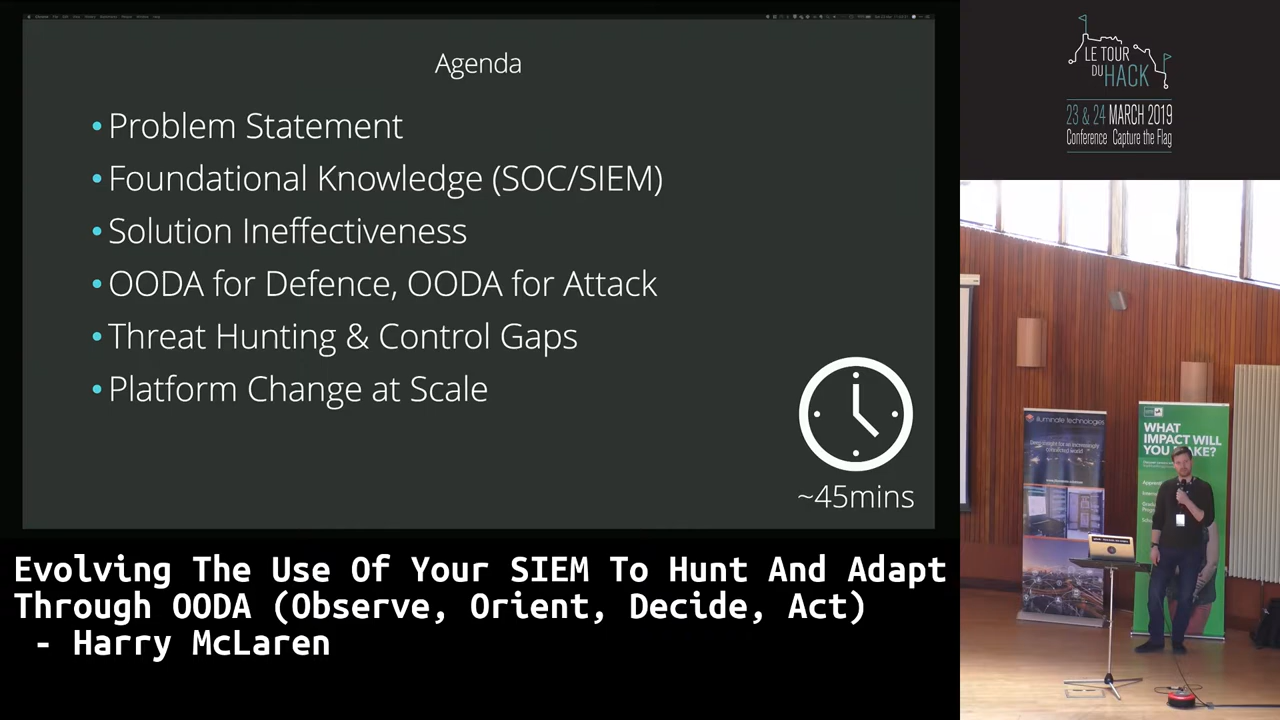 Agenda
•Problem Statement
•Foundational Knowledge (SOC/SIEM)
•Solution Ineffectiveness
•OODA for Defence, OODA for Attack
•Threat Hunting & Control Gaps
•Platform Change at Scale
~45mins
Evolving The Use Of Your SIEM To Hunt And Adapt
Through OODA (Observe, Orient, Decide, Act)
- Harry McLaren
LE TOUR
DU HACK
23 & 24 MARCH 2019
Conference Capture the Flag
illuminate technologies
WHAT
IMPACT WILL